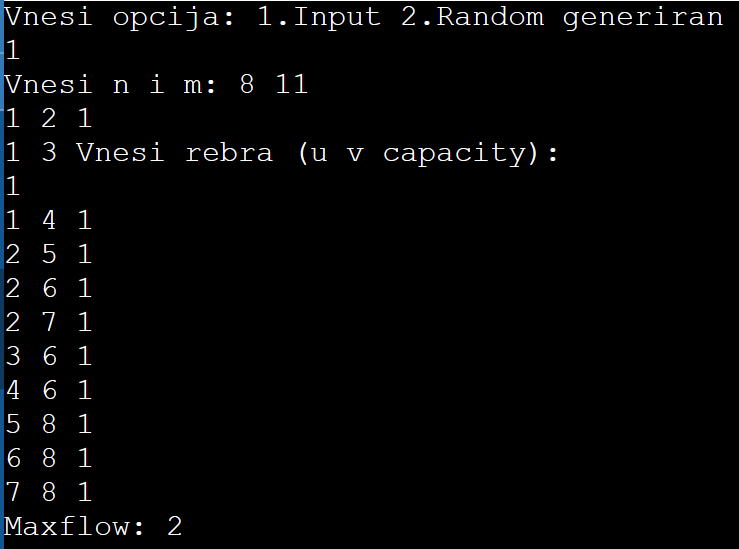 Vnesi opcija: 1.Input 2.Random generiran
1
Vnesi n i m: 8 11
1 2 1
1 3 Vnesi rebra (u v capacity):
1
1 4 1
2 5 1
2 6 1
2 7 1
3 6 1
4 6 1
5 8 1
6 8 1
7 8 1
Maxflow: 2